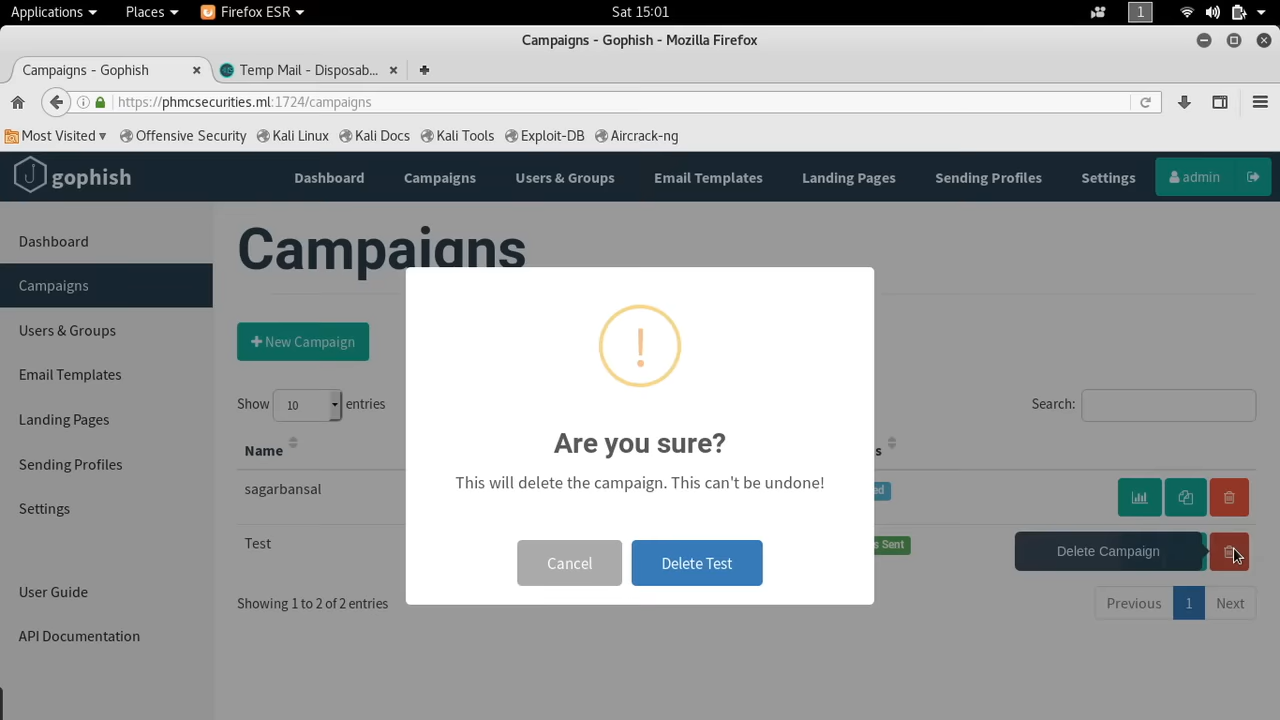 Applications Places Firefox ESR Sat 15:01 1
Campaigns - Gophish - Mozilla Firefox
Campaigns - Gophish Temp Mail - Disposab...
https://phmcsecurities.ml:1724/campaigns
Most Visited Offensive Security Kali Linux Kali Docs Kali Tools Exploit-DB Aircrack-ng
gophish Dashboard Campaigns Users & Groups Email Templates Landing Pages Sending Profiles Settings admin
Dashboard
Campaigns
Users & Groups
Email Templates
Landing Pages
Sending Profiles
Settings
User Guide
API Documentation
Campaigns
New Campaign
Show 10 entries Search:
Name
sagarbansal
Test s Sent Delete Campaign
Showing 1 to 2 of 2 entries Previous 1 Next
!
Are you sure?
This will delete the campaign. This can't be undone!
Cancel Delete Test